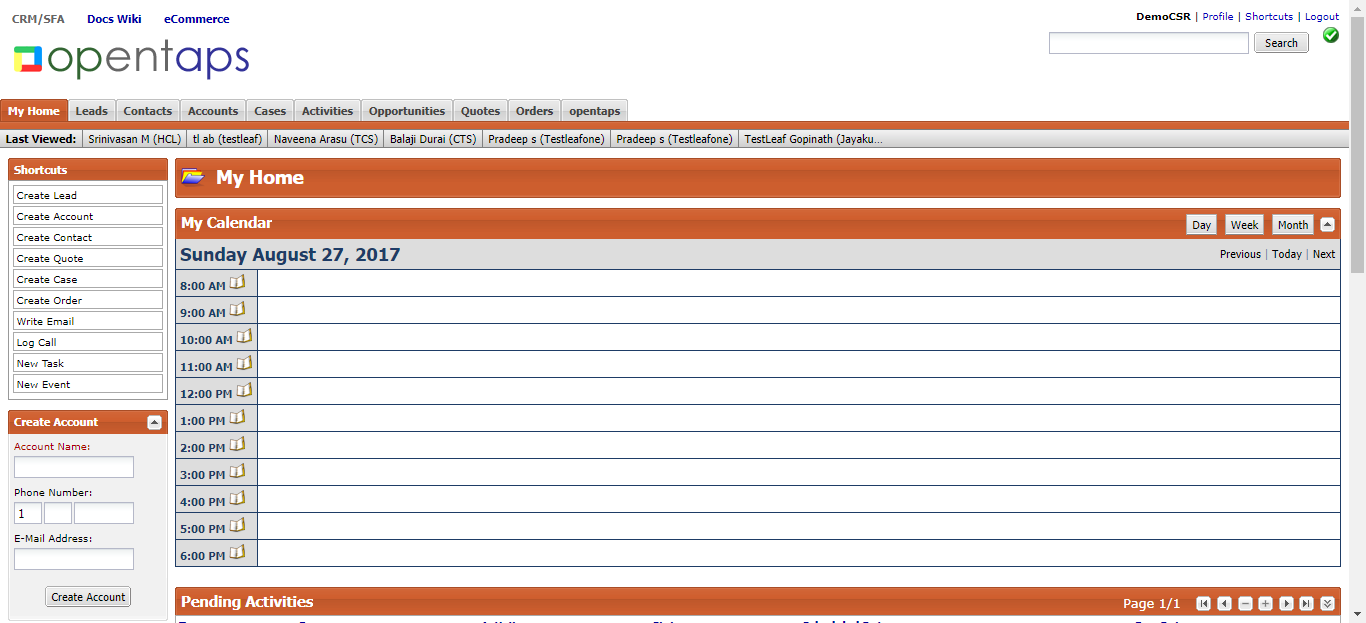 CRM/SFA Docs Wiki eCommerce
DemoCSR | Profile | Shortcuts | Logout
opentaps
Search
My Home Leads Contacts Accounts Cases Activities Opportunities Quotes Orders opentaps
Last Viewed: Srinivasan M (HCL) tl ab (testleaf) Naveena Arasu (TCS) Balaji Durai (CTS) Pradeep s (Testleafone) Pradeep s (Testleafone) TestLeaf Gopinath (Jayaku...
Shortcuts
Create Lead
Create Account
Create Contact
Create Quote
Create Case
Create Order
Write Email
Log Call
New Task
New Event
Create Account
Account Name:
Phone Number:
1
E-Mail Address:
Create Account
My Home
My Calendar Day Week Month
Sunday August 27, 2017 Previous | Today | Next
8:00 AM
9:00 AM
10:00 AM
11:00 AM
12:00 PM
1:00 PM
2:00 PM
3:00 PM
4:00 PM
5:00 PM
6:00 PM
Pending Activities Page 1/1